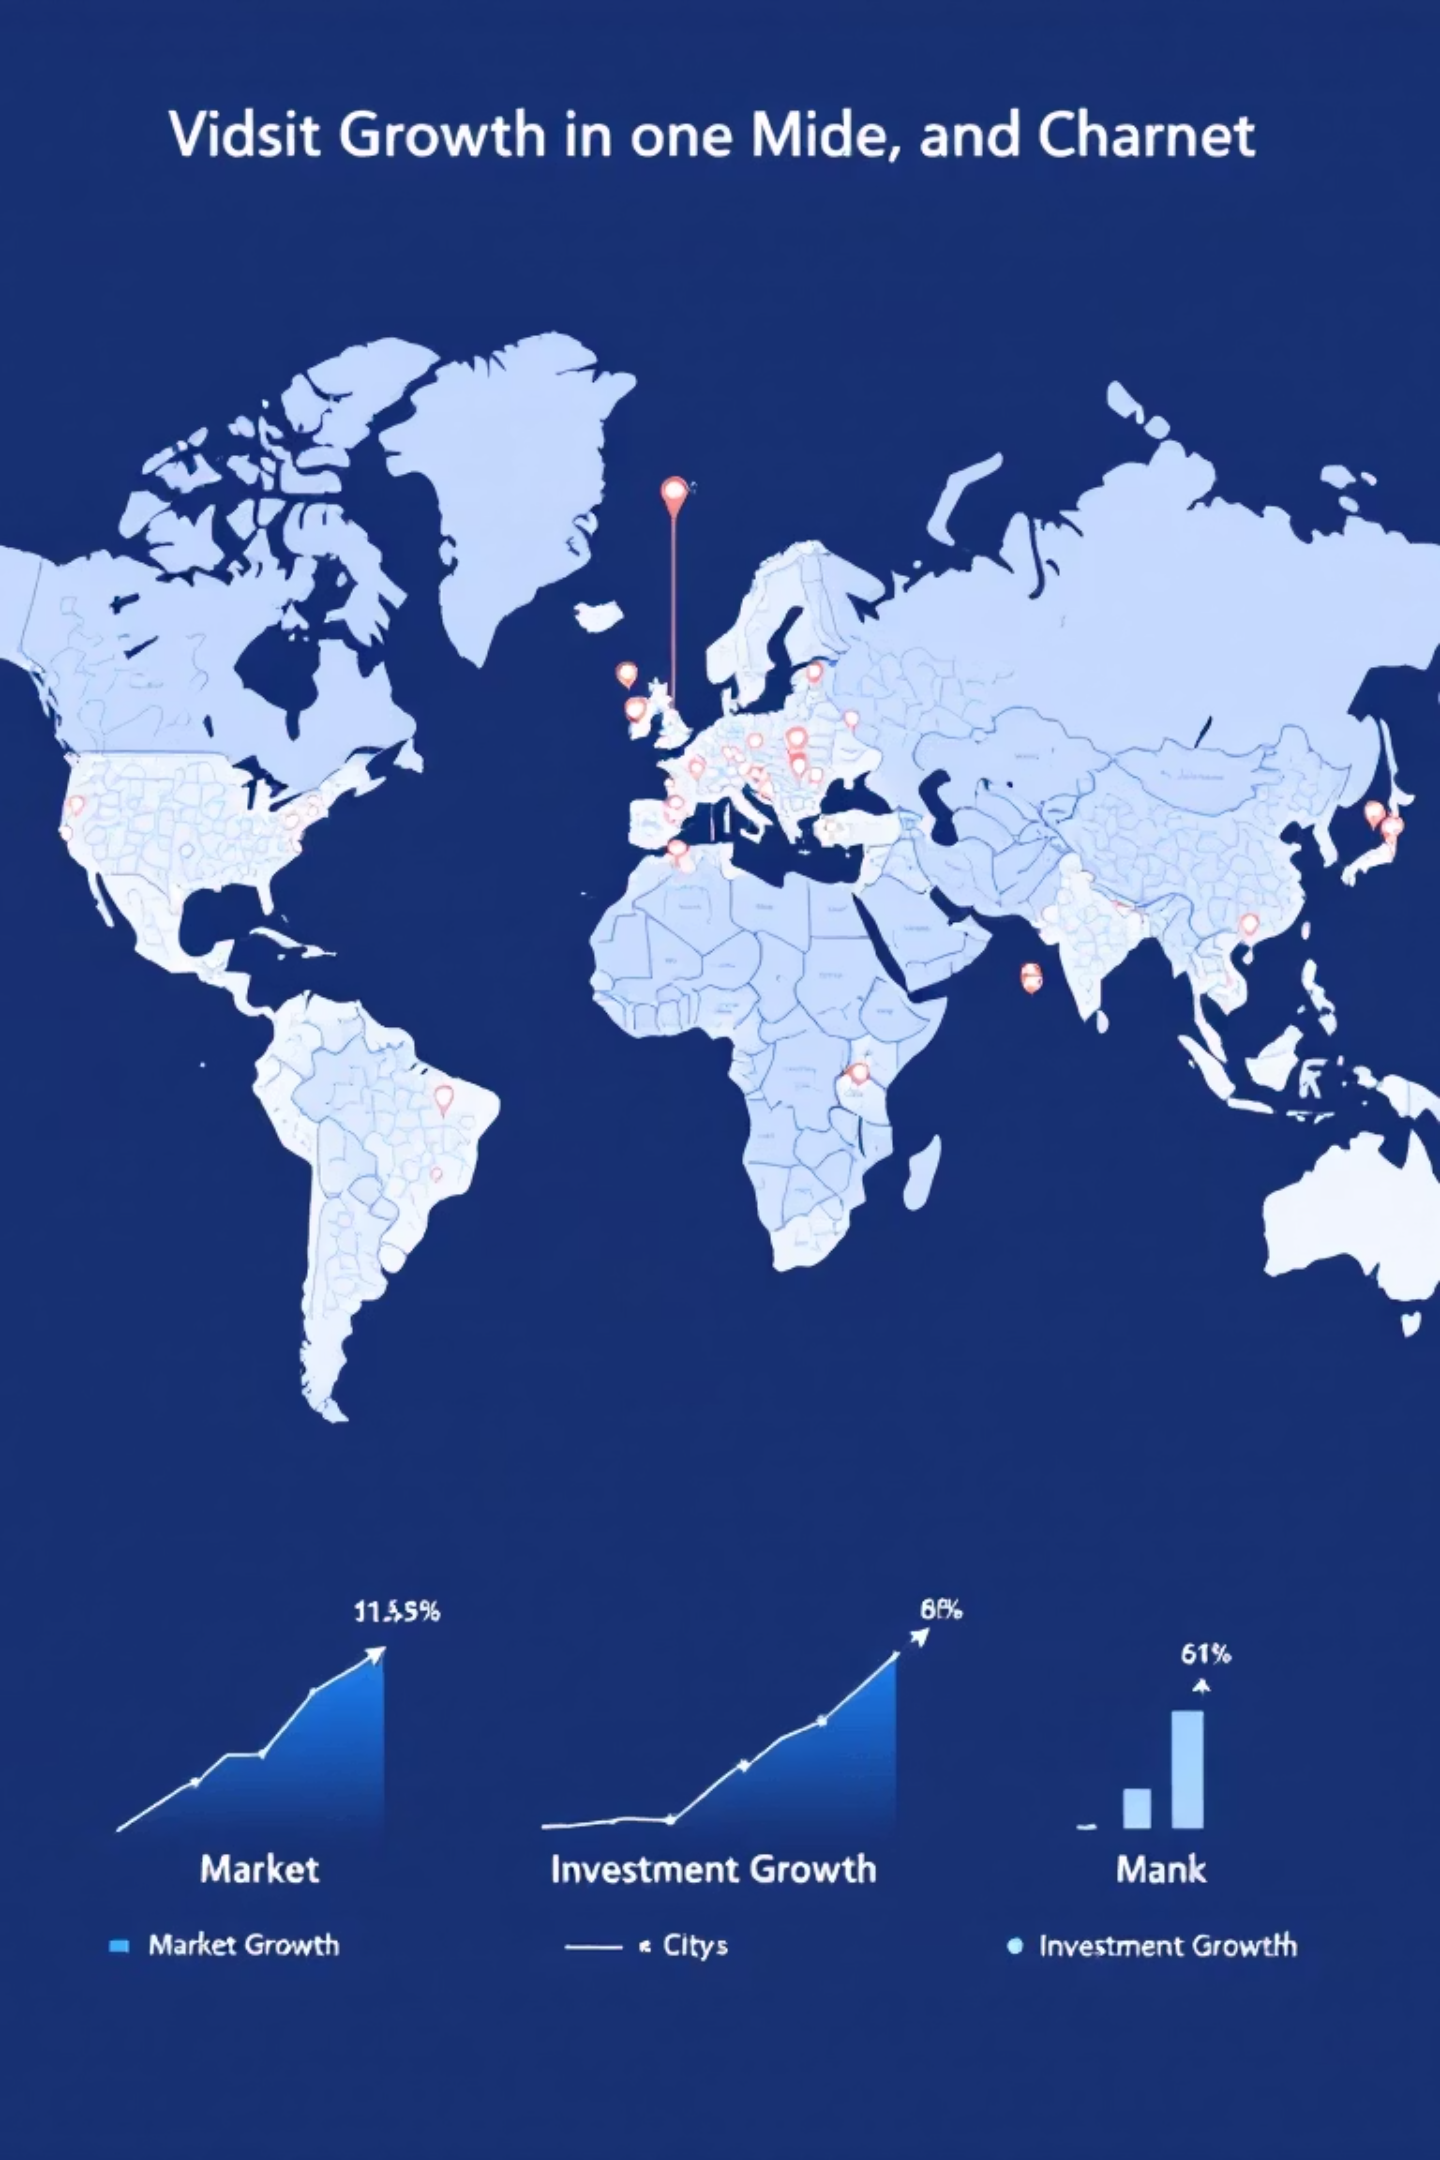 Vidsit Growth in one Mide, and Charnet
61%
Market
Investment Growth
Mank
Market Growth
Citys
Investment Growth